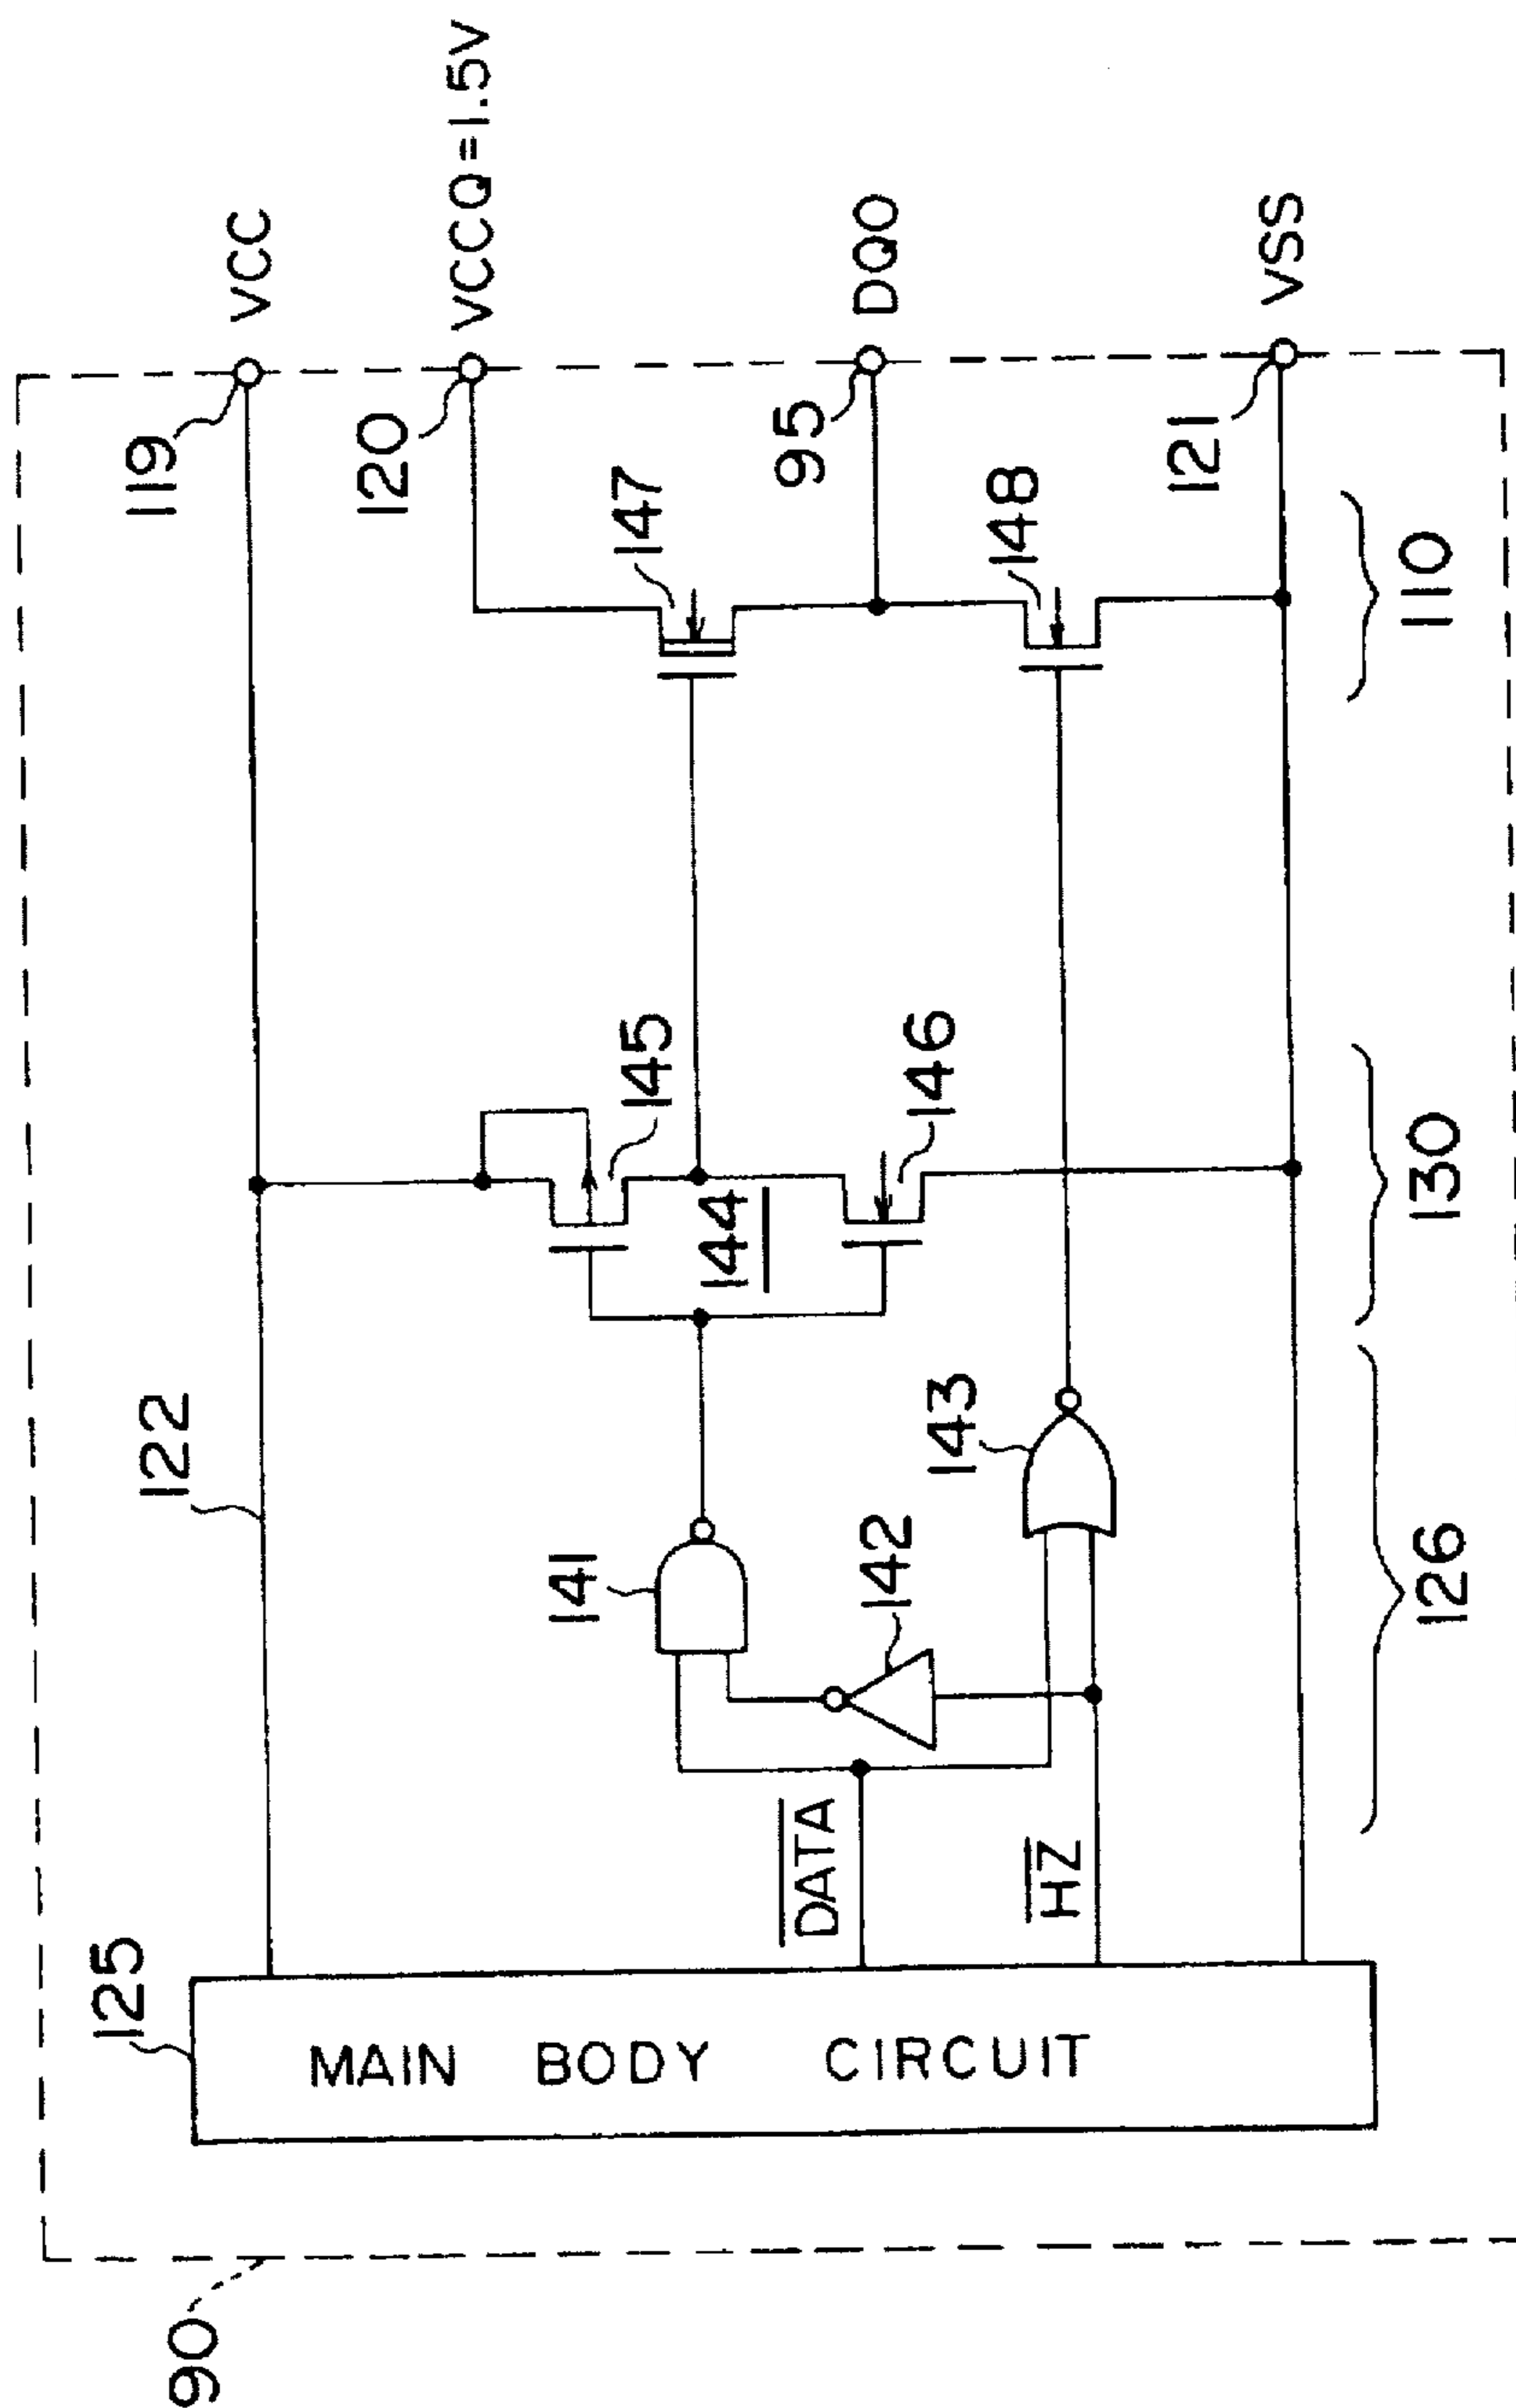 90
125
MAIN BODY CIRCUIT
122
119
VCC
120
VCCQ=1.5V
141
142
143
144
145
146
147
148
95
DQ0
DATA
HZ
121
VSS
126
130
110